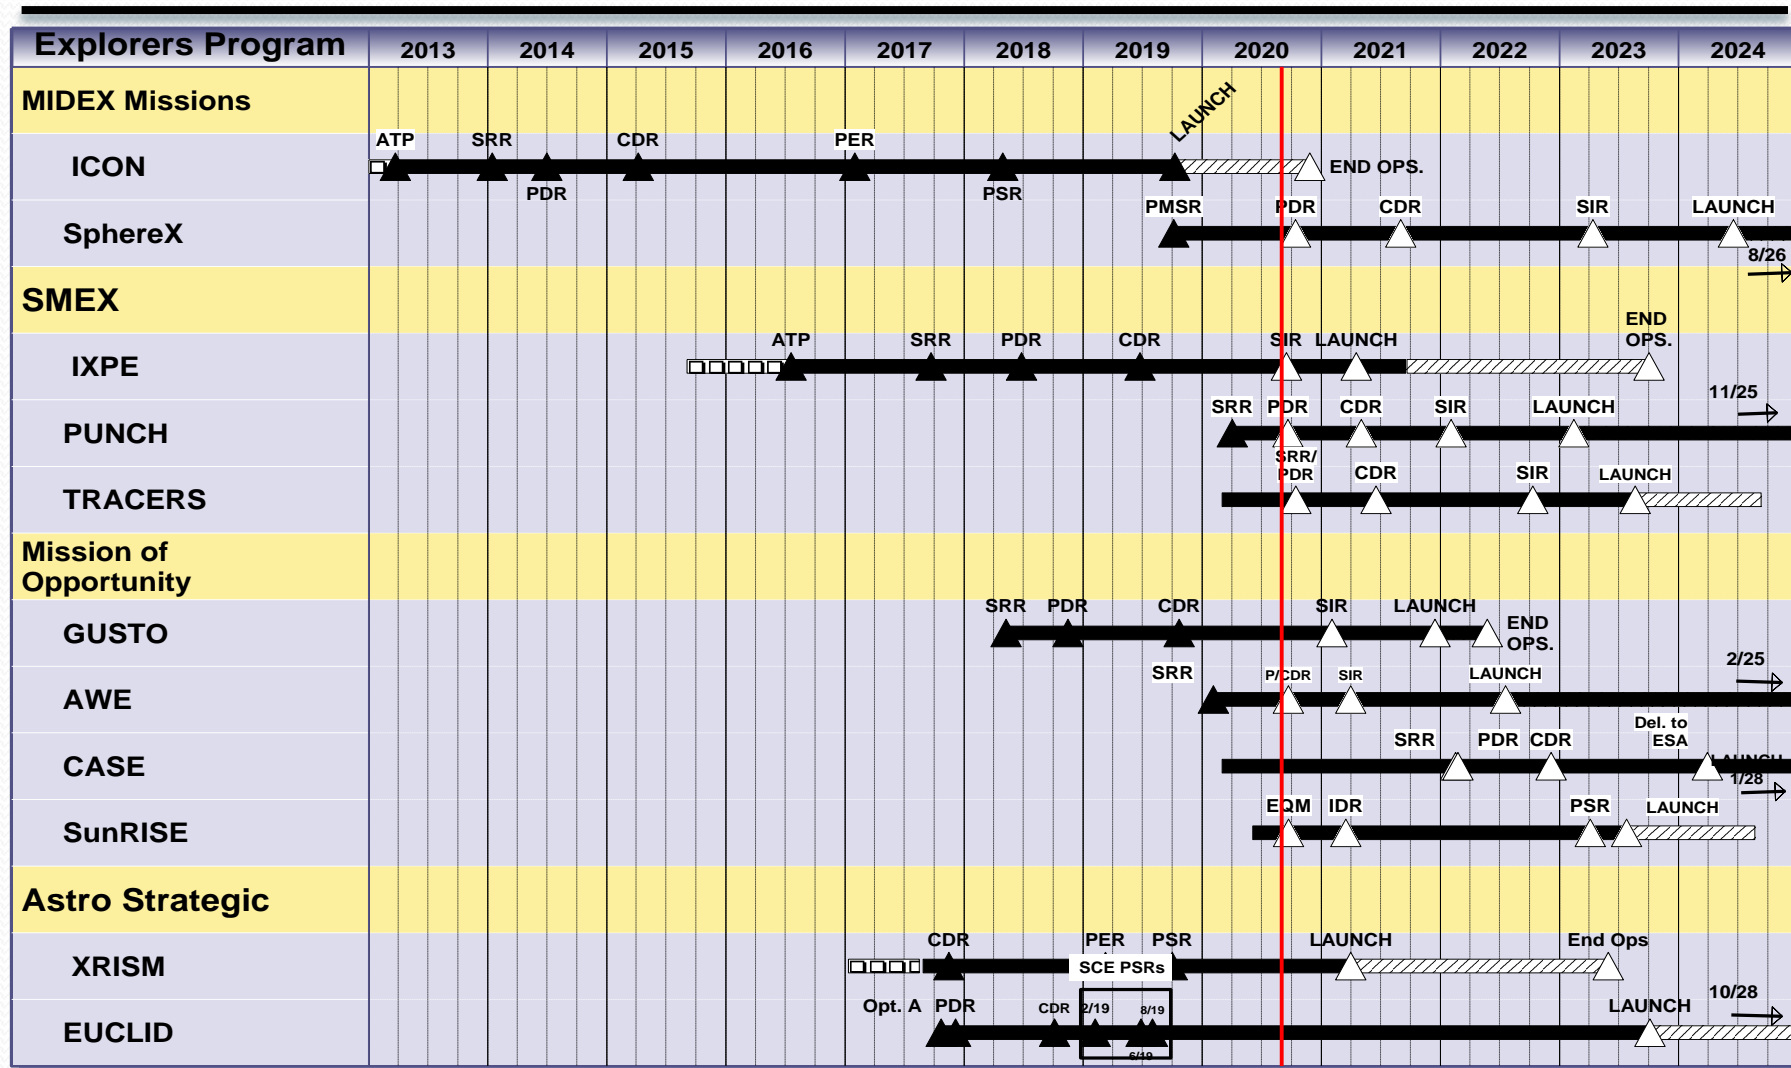 Explorers Program 2013 2014 2015 2016 2017 2018 2019 2020 2021 2022 2023 2024
MIDEX Missions
LAUNCH
ATP SRR CDR PER
ICON END OPS.
PDR PSR
PMSR PDR CDR SIR LAUNCH
SphereX
8/26
SMEX
END
OPS.
ATP SRR PDR CDR SIR LAUNCH
IXPE
11/25
SRR PDR CDR SIR LAUNCH
PUNCH
SRR/
PDR CDR SIR LAUNCH
TRACERS
Mission of
Opportunity
SRR PDR CDR SIR LAUNCH
GUSTO END
OPS.
2/25
SRR P/CDR SIR LAUNCH
AWE
Del. to
ESA
SRR PDR CDR
CASE LAUNCH
1/28
EQM IDR PSR LAUNCH
SunRISE
Astro Strategic
CDR PER PSR LAUNCH End Ops
XRISM SCE PSRs
10/28
Opt. A PDR CDR 2/19 8/19 LAUNCH
EUCLID
6/19